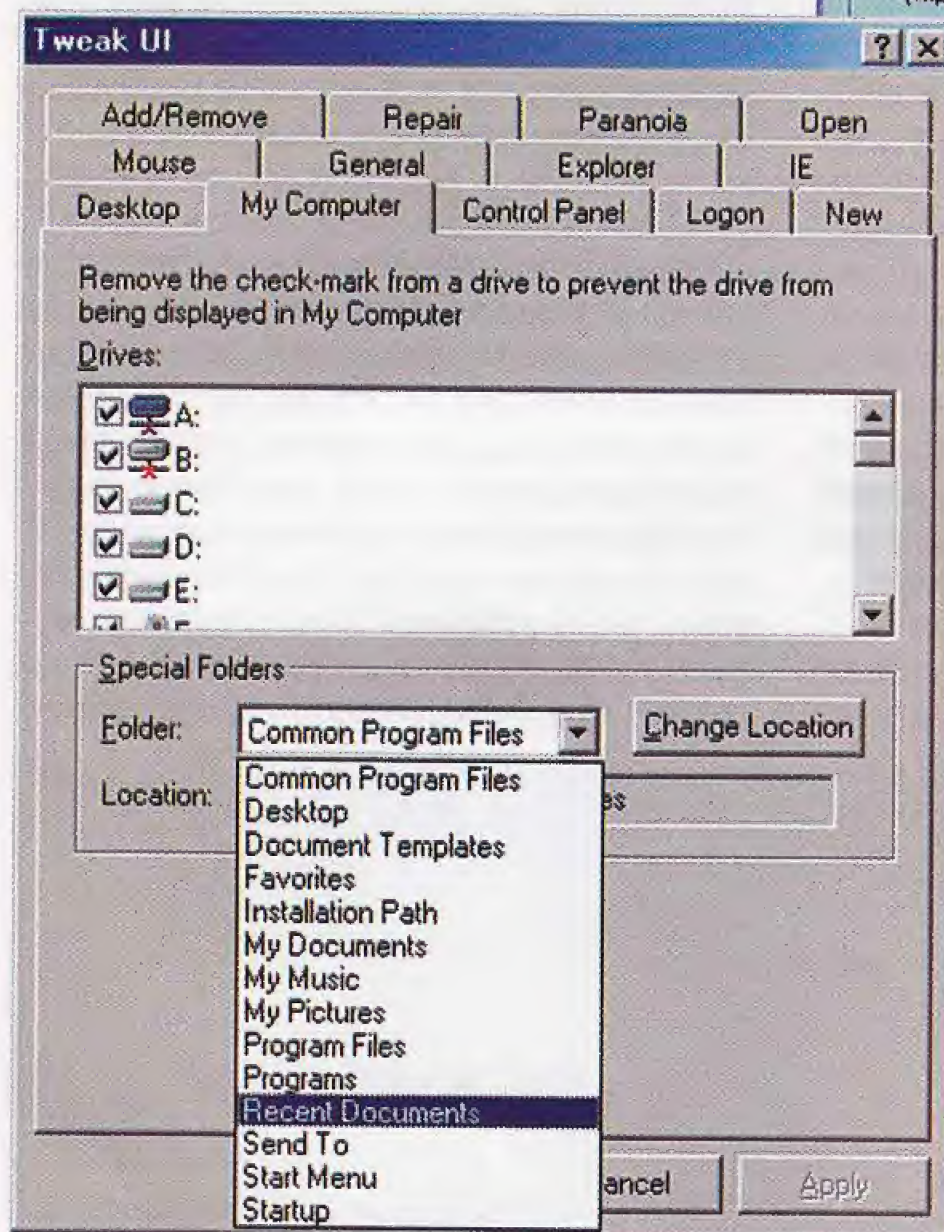 Tweak UI
Add/Remove Repair Paranoia Open
Mouse General Explorer IE
Desktop My Computer Control Panel Logon New
Remove the check-mark from a drive to prevent the drive from
being displayed in My Computer
Drives:
A:
B:
C:
D:
E:
Special Folders
Folder: Common Program Files Change Location
Location: es
Common Program Files
Desktop
Document Templates
Favorites
Installation Path
My Documents
My Music
My Pictures
Program Files
Programs
Recent Documents
Send To
Start Menu
Startup
ancel Apply